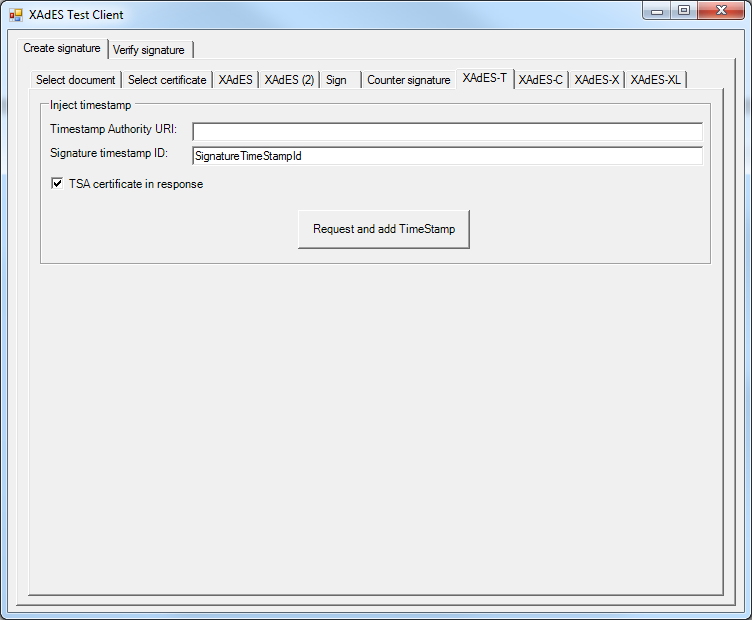 XAdES Test Client
Create signature Verify signature
Select document Select certificate XAdES XAdES (2) Sign Counter signature XAdES-T XAdES-C XAdES-X XAdES-XL
Inject timestamp
Timestamp Authority URI:
Signature timestamp ID: SignatureTimeStampId
TSA certificate in response
Request and add TimeStamp